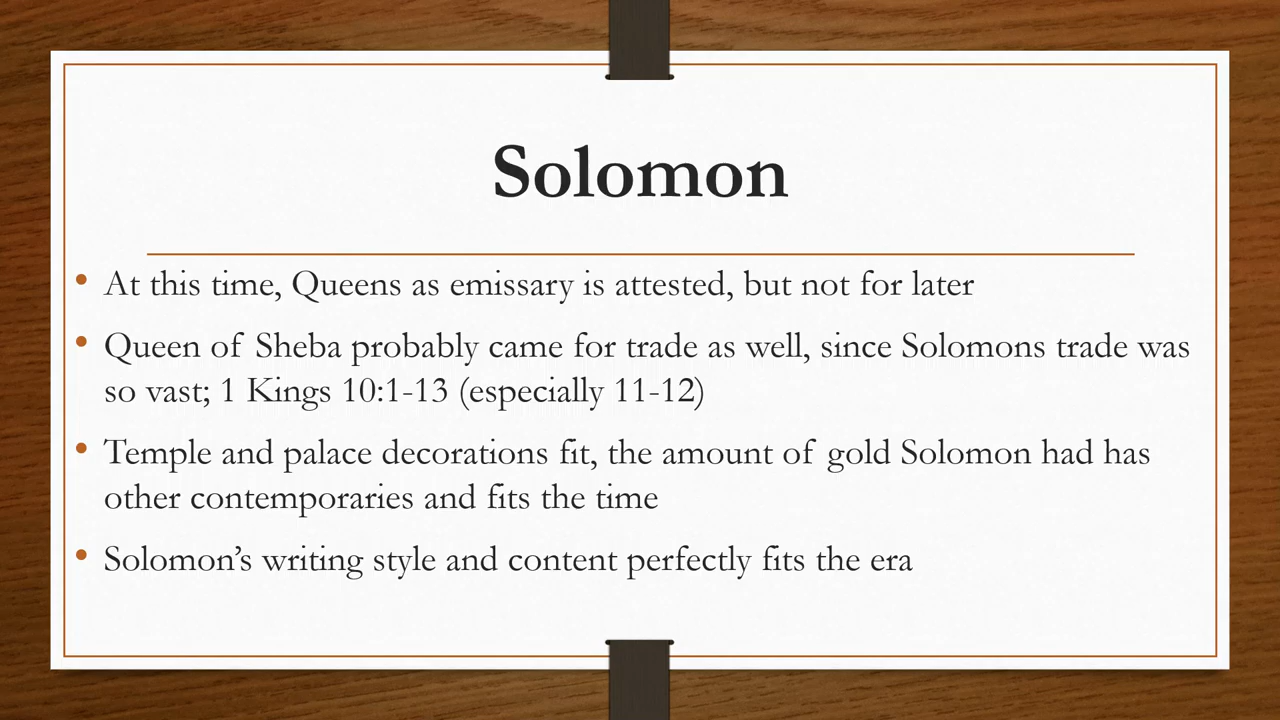 Solomon
• At this time, Queens as emissary is attested, but not for later
• Queen of Sheba probably came for trade as well, since Solomons trade was
so vast; 1 Kings 10:1-13 (especially 11-12)
• Temple and palace decorations fit, the amount of gold Solomon had has
other contemporaries and fits the time
• Solomon’s writing style and content perfectly fits the era